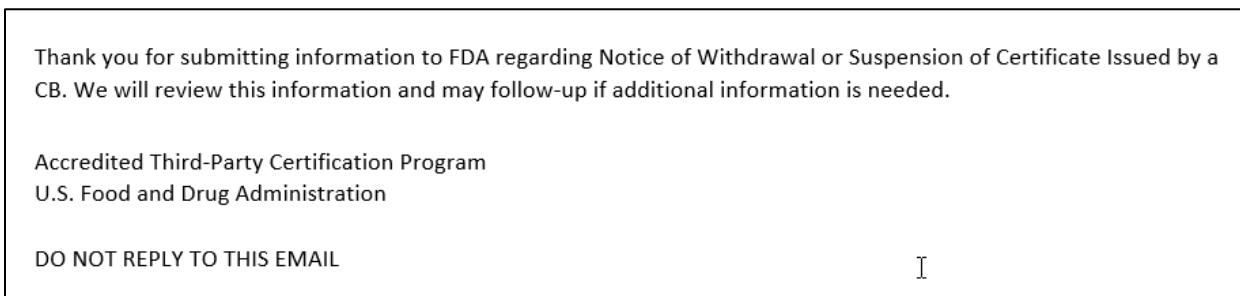 Thank you for submitting information to FDA regarding Notice of Withdrawal or Suspension of Certificate Issued by a
CB. We will review this information and may follow-up if additional information is needed.
Accredited Third-Party Certification Program
U.S. Food and Drug Administration
DO NOT REPLY TO THIS EMAIL